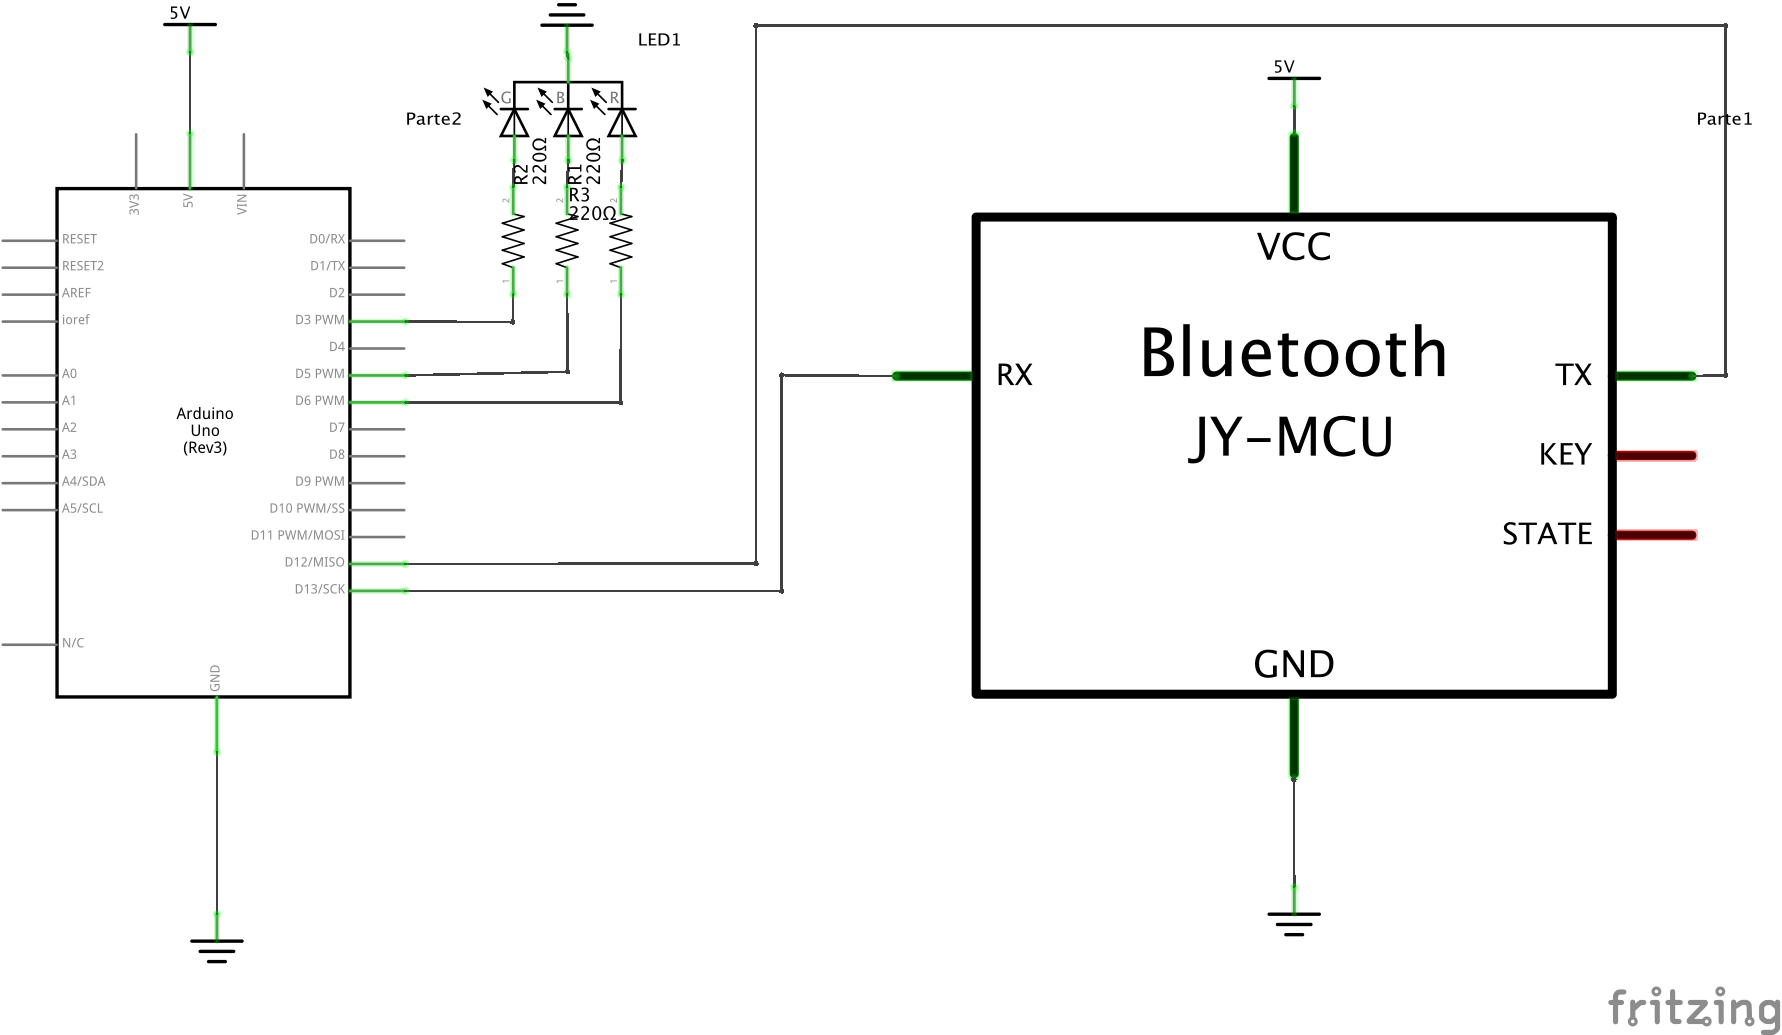 5V
LED1
5V
G
B
R
Parte2
Parte1
R2
220Ω
R1
220Ω
R3
220Ω
2
2
2
1
1
1
3V3
5V
VIN
RESET
RESET2
AREF
ioref
A0
A1
A2
A3
A4/SDA
A5/SCL
N/C
Arduino
Uno
(Rev3)
D0/RX
D1/TX
D2
D3 PWM
D4
D5 PWM
D6 PWM
D7
D8
D9 PWM
D10 PWM/SS
D11 PWM/MOSI
D12/MISO
D13/SCK
GND
VCC
Bluetooth
JY-MCU
RX
TX
KEY
STATE
GND
fritzing